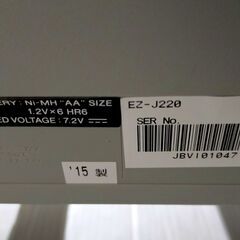 ERY: Ni-MH "AA" SIZE
1.2V×6 HR6
ED VOLTAGE: 7.2V
'15 製
EZ-J220
SER No.
JBVI01047